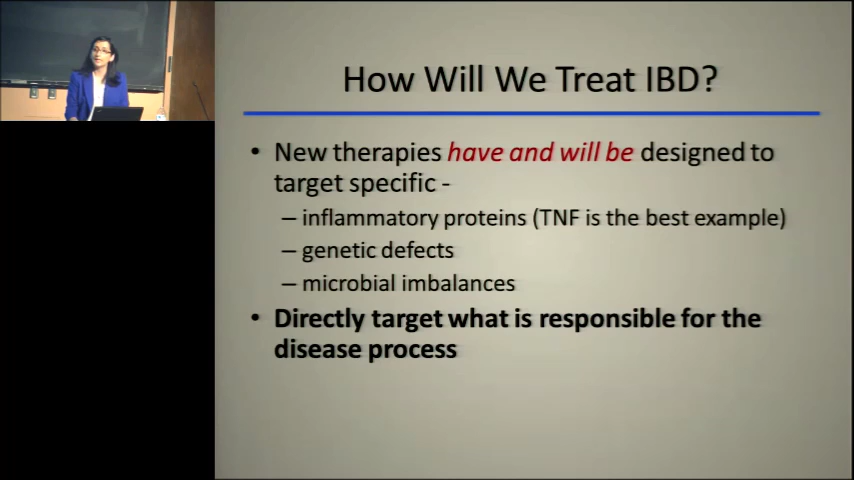 How Will We Treat IBD?
• New therapies have and will be designed to
target specific -
– inflammatory proteins (TNF is the best example)
– genetic defects
– microbial imbalances
• Directly target what is responsible for the
disease process